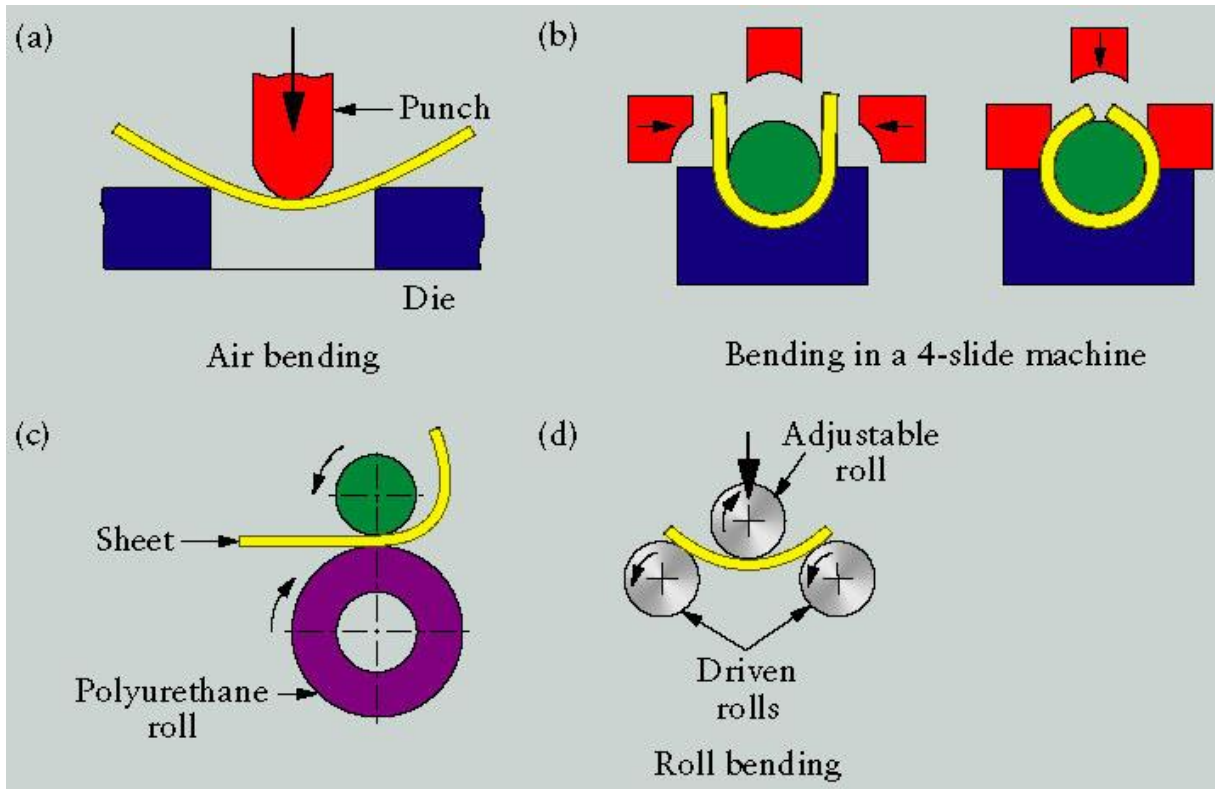 (a)
Punch
Die
Air bending
(b)
Bending in a 4-slide machine
(c)
Sheet
Polyurethane
roll
(d)
Adjustable
roll
Driven
rolls
Roll bending